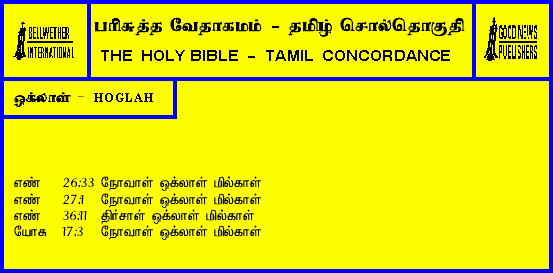 BELLWETHER
INTERNATIONAL
பரிசுத்த வேதாகமம் - தமிழ் சொல்தொகுதி
THE HOLY BIBLE - TAMIL CONCORDANCE
GOOD NEWS
PUBLISHERS
ஒக்லாள் - HOGLAH
எண் 26:33 நோவாள் ஒக்லாள் மில்காள்
எண் 27:1 நோவாள் ஒக்லாள் மில்காள்
எண் 36:11 திர்சாள் ஒக்லாள் மில்காள்
யோசு 17:3 நோவாள் ஒக்லாள் மில்காள்